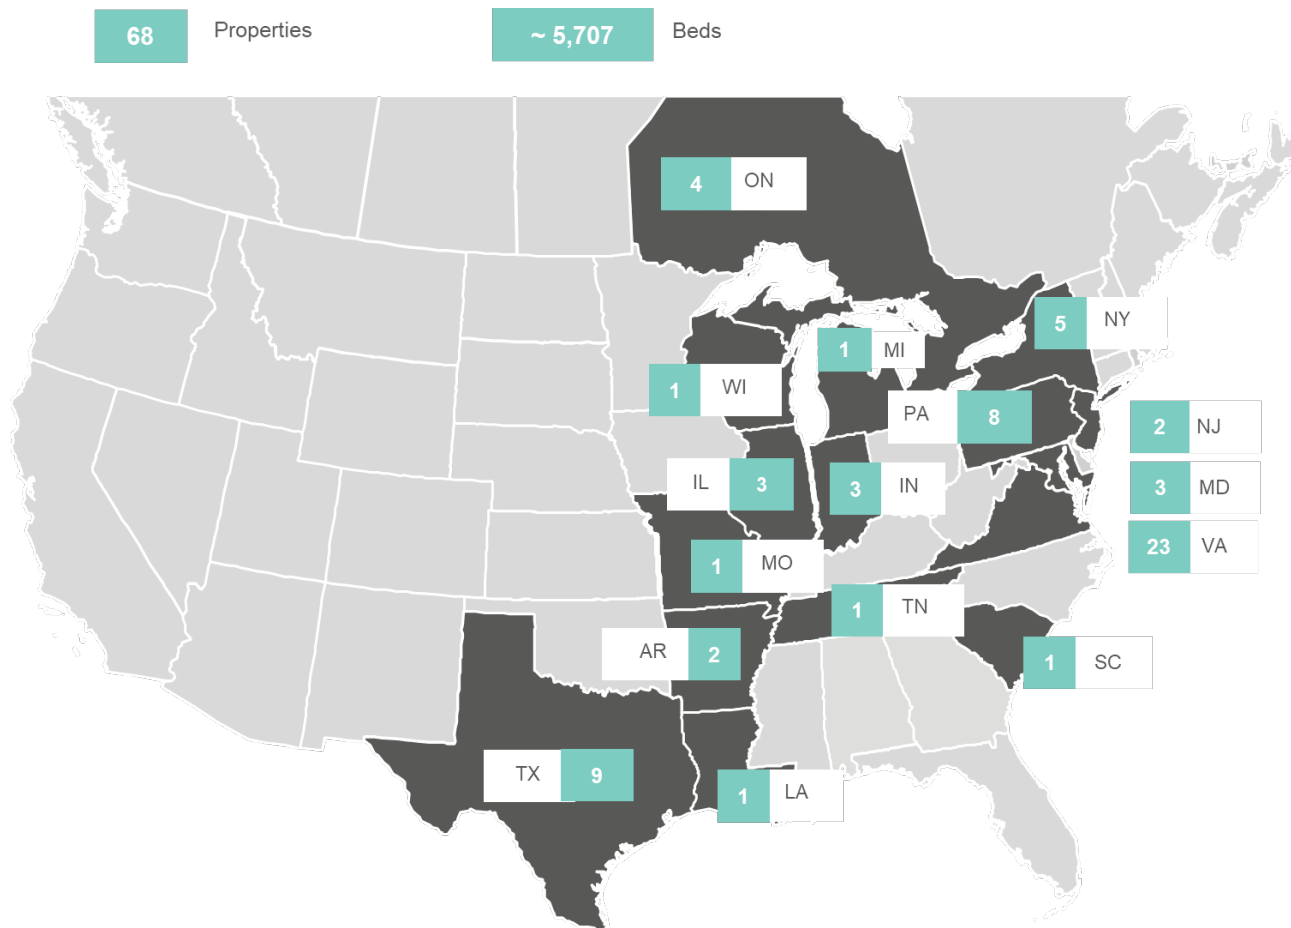 68 Properties ~ 5,707 Beds
4 ON
5 NY
1 MI
1 WI
PA 8
2 NJ
IL 3
3 IN
3 MD
23 VA
1 MO
1 TN
AR 2
1 SC
TX 9
1 LA